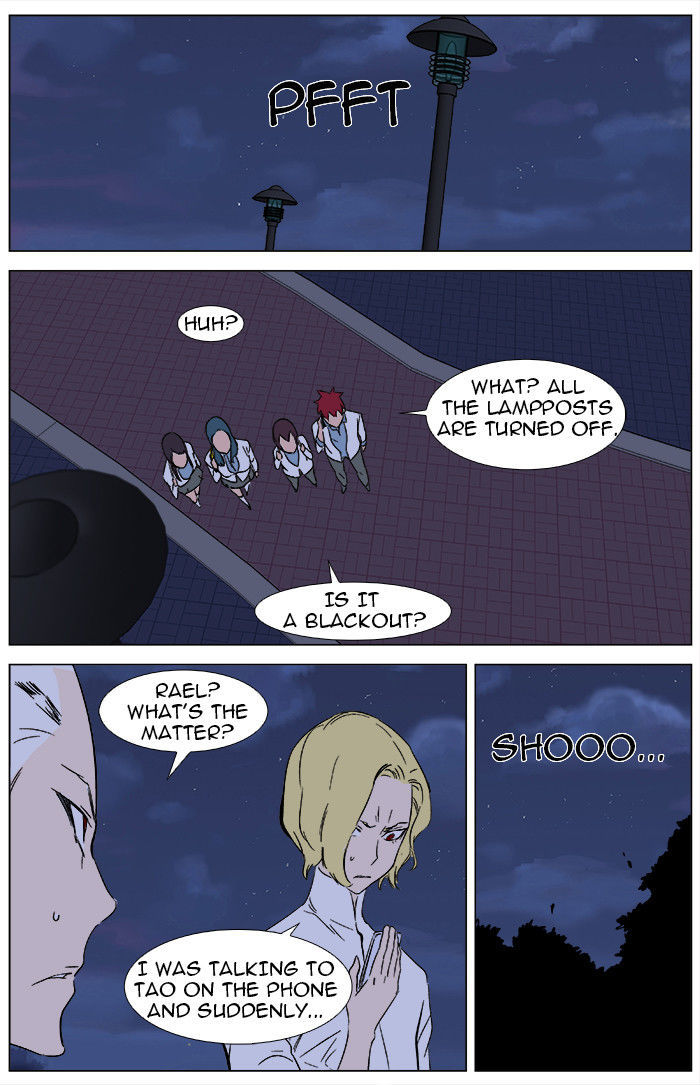 PFFT
HUH?
WHAT? ALL
THE LAMPPOSTS
ARE TURNED OFF.
IS IT
A BLACKOUT?
RAEL?
WHAT'S THE
MATTER?
I WAS TALKING TO
TAO ON THE PHONE
AND SUDDENLY...
SHOOO...